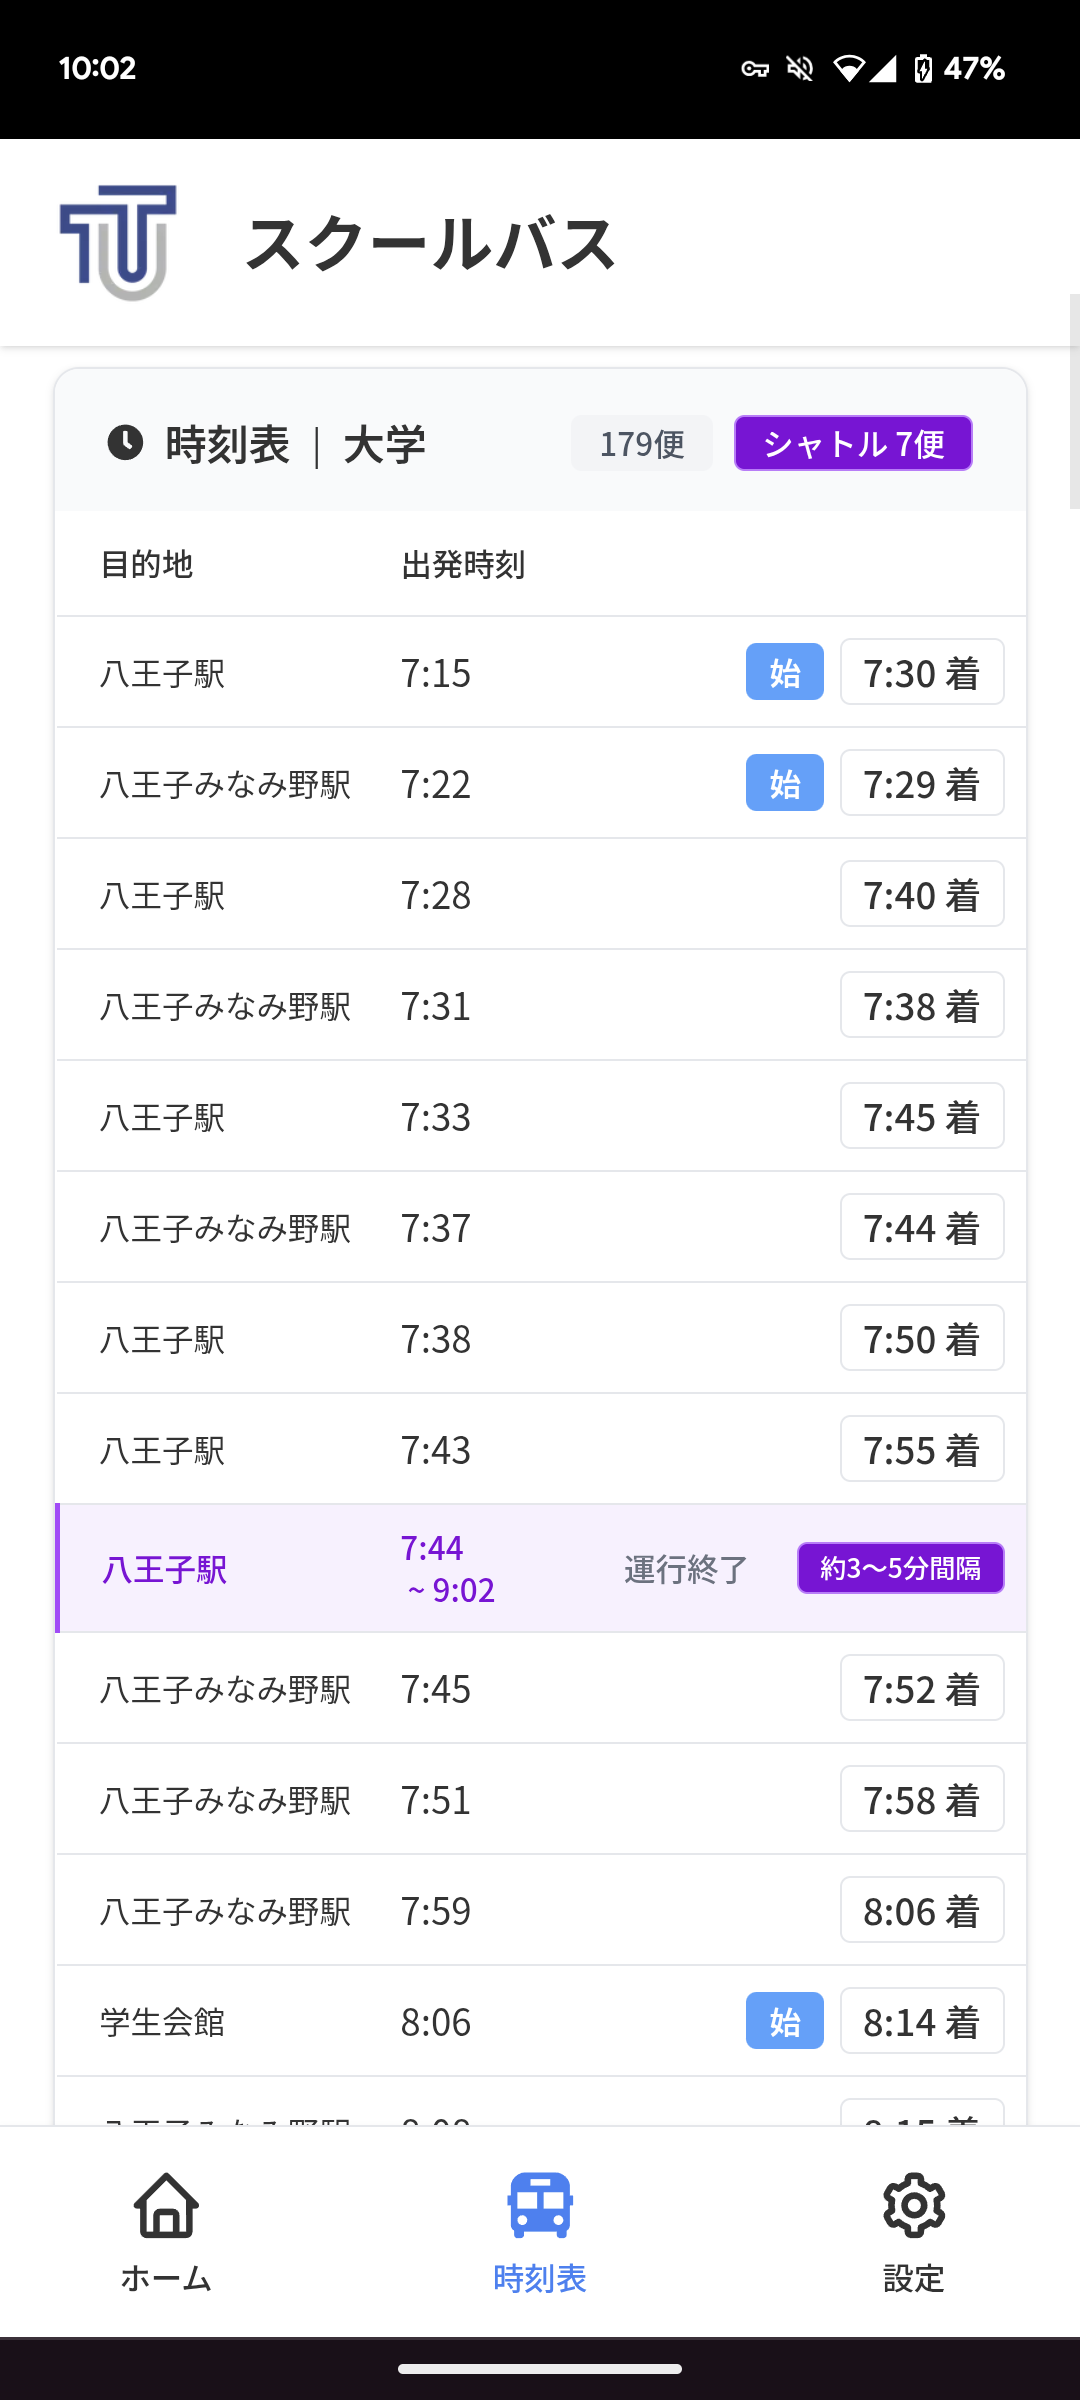 10:02
47%
スクールバス
時刻表 | 大学
179便
シャトル 7便
目的地 出発時刻
八王子駅 7:15 始 7:30 着
八王子みなみ野駅 7:22 始 7:29 着
八王子駅 7:28 7:40 着
八王子みなみ野駅 7:31 7:38 着
八王子駅 7:33 7:45 着
八王子みなみ野駅 7:37 7:44 着
八王子駅 7:38 7:50 着
八王子駅 7:43 7:55 着
八王子駅 7:44
~ 9:02 運行終了 約3〜5分間隔
八王子みなみ野駅 7:45 7:52 着
八王子みなみ野駅 7:51 7:58 着
八王子みなみ野駅 7:59 8:06 着
学生会館 8:06 始 8:14 着
ホーム 時刻表 設定